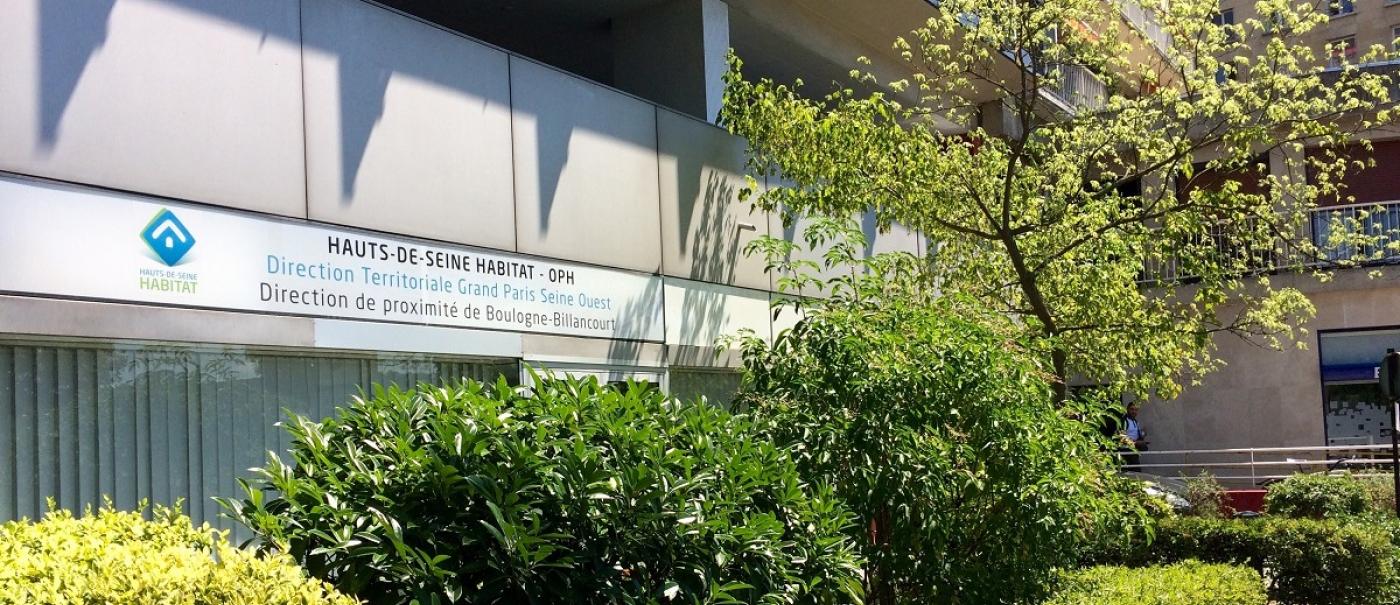 HAUTS-DE-SEINE
HABITAT
HAUTS-DE-SEINE HABITAT - OPH
Direction Territoriale Grand Paris Seine Ouest
Direction de proximité de Boulogne-Billancourt